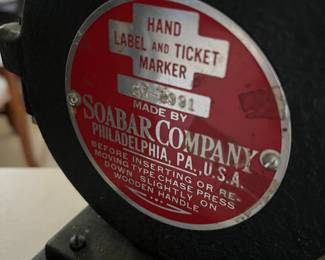 HAND
LABEL AND TICKET
MARKER
MADE BY
SOABAR COMPANY
PHILADELPHIA, PA., U.S.A.
BEFORE INSERTING OR RE-
MOVING TYPE CHASE PRESS
DOWN SLIGHTLY ON
WOODEN HANDLE